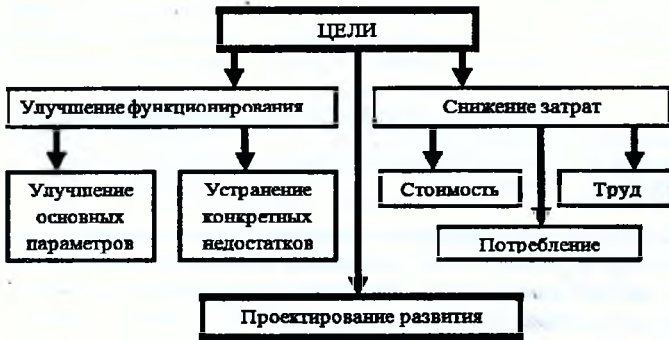 ЦЕЛИ
Улучшение функционирования
Снижение затрат
Улучшение
основных
параметров
Устранение
конкретных
недостатков
Стоимость
Труд
Потребление
Проектирование развития